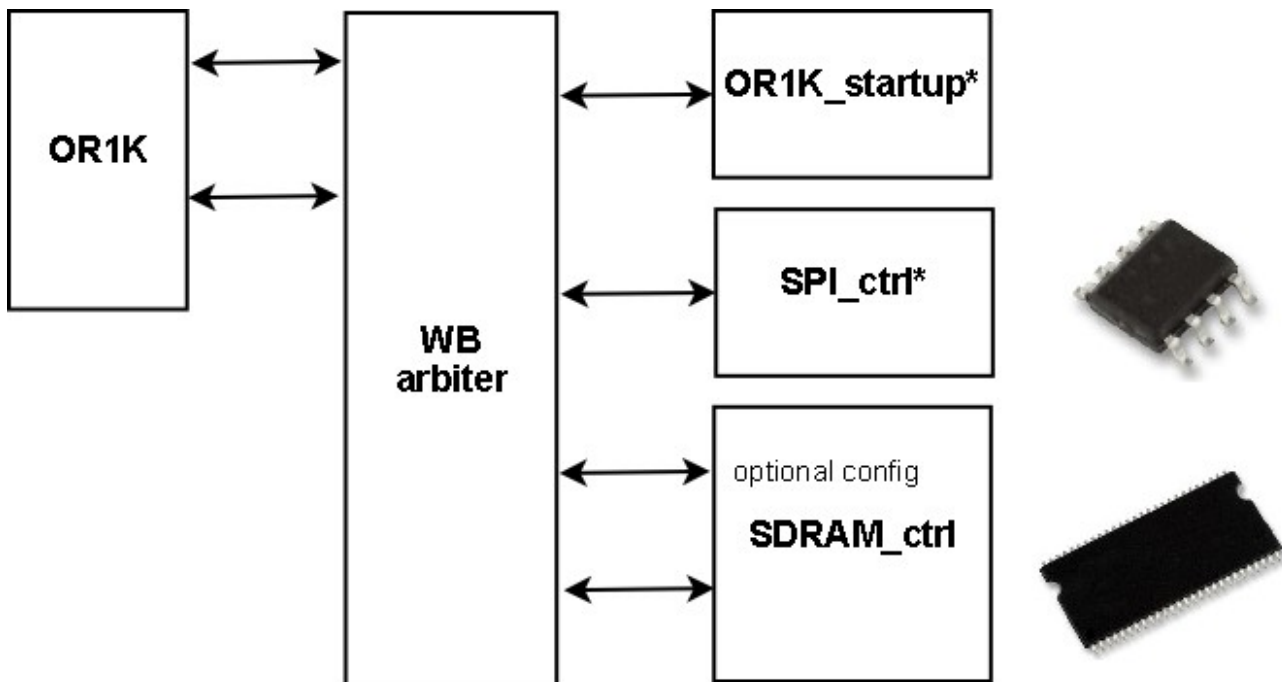 OR1K
WB
arbiter
OR1K_startup*
SPI_ctrl*
optional config
SDRAM_ctrl